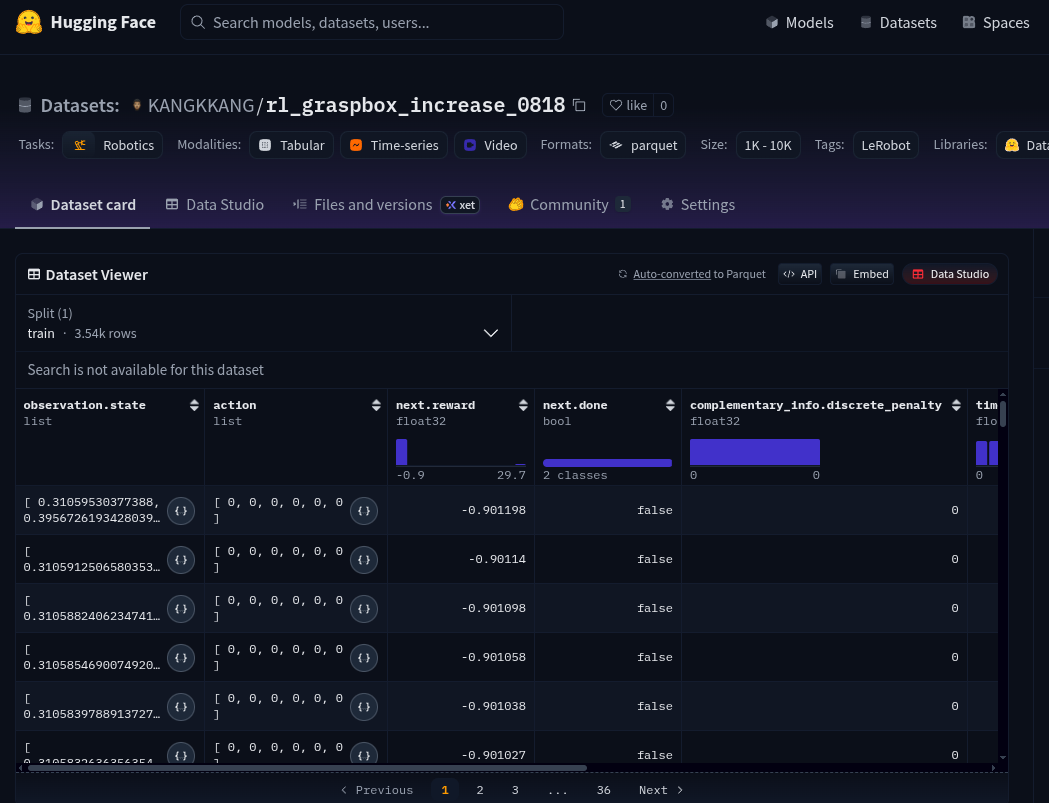 Hugging Face
Search models, datasets, users...
Models
Datasets
Spaces
Datasets: KANGKKANG/rl_graspbox_increase_0818
like 0
Tasks: Robotics Modalities: Tabular Time-series Video Formats: parquet Size: 1K - 10K Tags: LeRobot Libraries: Data
Dataset card Data Studio Files and versions xet Community 1 Settings
Dataset Viewer
Auto-converted to Parquet </> API Embed Data Studio
Split (1)
train · 3.54k rows
Search is not available for this dataset
observation.state action next.reward next.done complementary_info.discrete_penalty tim
list list float32 bool float32 flo
-0.9 29.7 2 classes 0 0 0
[ 0.31059530377388, [ 0, 0, 0, 0, 0, 0
0.3956726193428039… {} ] {} -0.901198 false 0
[ [ 0, 0, 0, 0, 0, 0
0.3105912506580353… {} ] {} -0.90114 false 0
[ [ 0, 0, 0, 0, 0, 0
0.3105882406234741… {} ] {} -0.901098 false 0
[ [ 0, 0, 0, 0, 0, 0
0.3105854690074920… {} ] {} -0.901058 false 0
[ [ 0, 0, 0, 0, 0, 0
0.3105839788913727… {} ] {} -0.901038 false 0
[ [ 0, 0, 0, 0, 0, 0
{} ] {} -0.901027 false 0
< Previous 1 2 3 ... 36 Next >